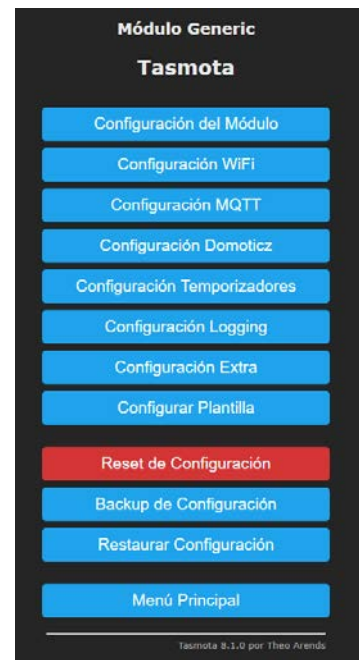 Módulo Generic
Tasmota
Configuración del Módulo
Configuración WiFi
Configuración MQTT
Configuración Domoticz
Configuración Temporizadores
Configuración Logging
Configuración Extra
Configurar Plantilla
Reset de Configuración
Backup de Configuración
Restaurar Configuración
Menú Principal
Tasmota 8.1.0 por Theo Arends